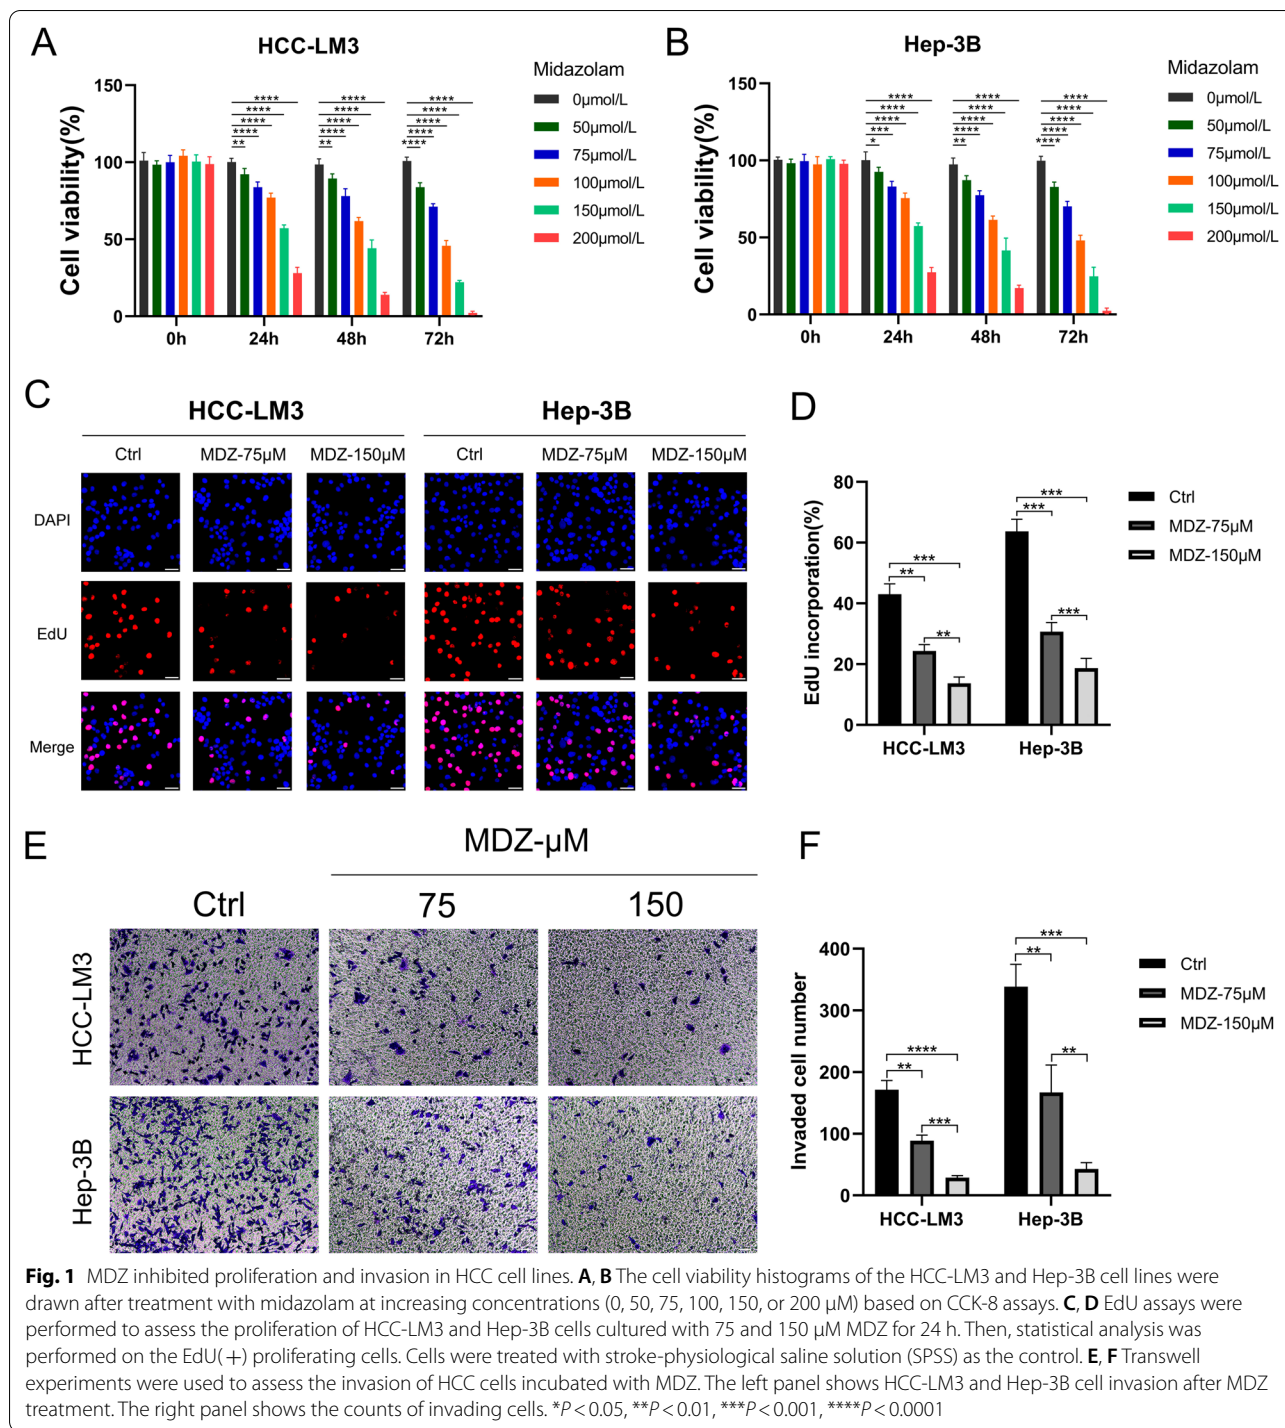 A
HCC-LM3
Cell viability(%)
150
100
50
0
**
****
****
****
****
**
****
****
****
****
****
****
****
****
****
0h 24h 48h 72h
Midazolam
0µmol/L
50µmol/L
75µmol/L
100µmol/L
150µmol/L
200µmol/L
B
Hep-3B
Cell viability(%)
150
100
50
0
*
***
****
****
****
**
****
****
****
****
****
****
****
****
****
0h 24h 48h 72h
Midazolam
0µmol/L
50µmol/L
75µmol/L
100µmol/L
150µmol/L
200µmol/L
C
HCC-LM3 Hep-3B
Ctrl MDZ-75µM MDZ-150µM Ctrl MDZ-75µM MDZ-150µM
DAPI
EdU
Merge
D
EdU incorporation(%)
80
60
40
20
0
***
**
**
***
***
***
HCC-LM3 Hep-3B
Ctrl
MDZ-75µM
MDZ-150µM
E
MDZ-µM
Ctrl 75 150
HCC-LM3
Hep-3B
F
Invaded cell number
400
300
200
100
0
****
**
***
***
**
**
HCC-LM3 Hep-3B
Ctrl
MDZ-75µM
MDZ-150µM
Fig. 1 MDZ inhibited proliferation and invasion in HCC cell lines. A, B The cell viability histograms of the HCC-LM3 and Hep-3B cell lines were
drawn after treatment with midazolam at increasing concentrations (0, 50, 75, 100, 150, or 200 µM) based on CCK-8 assays. C, D EdU assays were
performed to assess the proliferation of HCC-LM3 and Hep-3B cells cultured with 75 and 150 µM MDZ for 24 h. Then, statistical analysis was
performed on the EdU(+) proliferating cells. Cells were treated with stroke-physiological saline solution (SPSS) as the control. E, F Transwell
experiments were used to assess the invasion of HCC cells incubated with MDZ. The left panel shows HCC-LM3 and Hep-3B cell invasion after MDZ
treatment. The right panel shows the counts of invading cells. *P < 0.05, **P < 0.01, ***P < 0.001, ****P < 0.0001